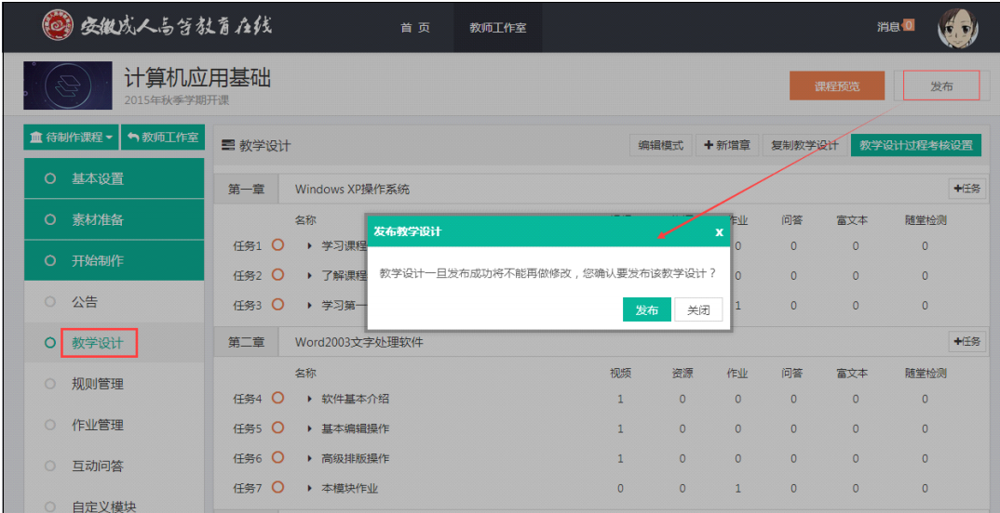 安徽成人高等教育在线
首 页
教师工作室
消息 0
计算机应用基础
2015年秋季学期开课
课程预览
发布
待制作课程
教师工作室
教学设计
编辑模式
新增章
复制教学设计
教学设计过程考核设置
基本设置
素材准备
开始制作
公告
教学设计
规则管理
作业管理
互动问答
自定义模块
第一章 Windows XP操作系统 +任务
名称 作业 问答 富文本 随堂检测
任务1 学习课程 0 0 0 0
任务2 了解课程 0 0 0 0
任务3 学习第一 1 0 0 0
发布教学设计 x
教学设计一旦发布成功将不能再做修改，您确认要发布该教学设计？
发布 关闭
第二章 Word2003文字处理软件 +任务
名称 视频 资源 作业 问答 富文本 随堂检测
任务4 软件基本介绍 1 0 0 0 0 0
任务5 基本编辑操作 1 0 0 0 0 0
任务6 高级排版操作 1 0 0 0 0 0
任务7 本模块作业 0 0 1 0 0 0